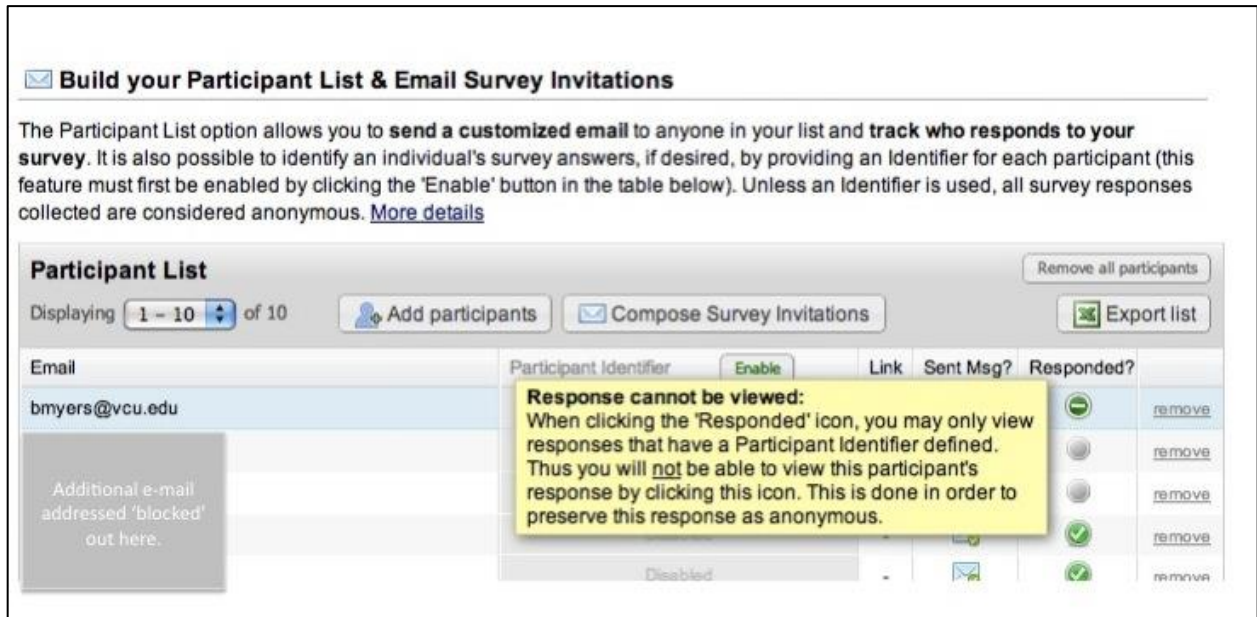 Build your Participant List & Email Survey Invitations
The Participant List option allows you to send a customized email to anyone in your list and track who responds to your
survey. It is also possible to identify an individual's survey answers, if desired, by providing an Identifier for each participant (this
feature must first be enabled by clicking the 'Enable' button in the table below). Unless an Identifier is used, all survey responses
collected are considered anonymous. More details
Participant List
Remove all participants
Displaying 1 - 10 of 10
Add participants
Compose Survey Invitations
Export list
Email
Participant Identifier
Enable
Link
Sent Msg?
Responded?
bmyers@vcu.edu
remove
Response cannot be viewed:
When clicking the 'Responded' icon, you may only view
responses that have a Participant Identifier defined.
Thus you will not be able to view this participant's
response by clicking this icon. This is done in order to
preserve this response as anonymous.
remove
Additional e-mail
addressed 'blocked'
out here.
remove
-
remove
Disabled
-
remove